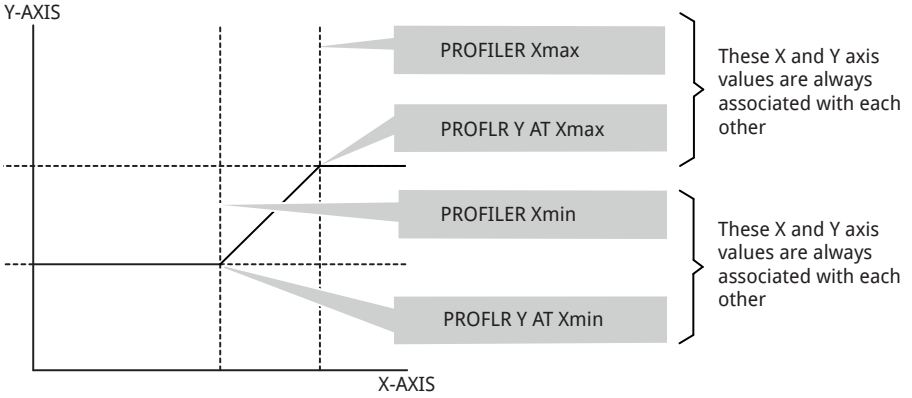 Y-AXIS
PROFILER Xmax
PROFLR Y AT Xmax
These X and Y axis
values are always
associated with each
other
PROFILER Xmin
PROFLR Y AT Xmin
These X and Y axis
values are always
associated with each
other
X-AXIS